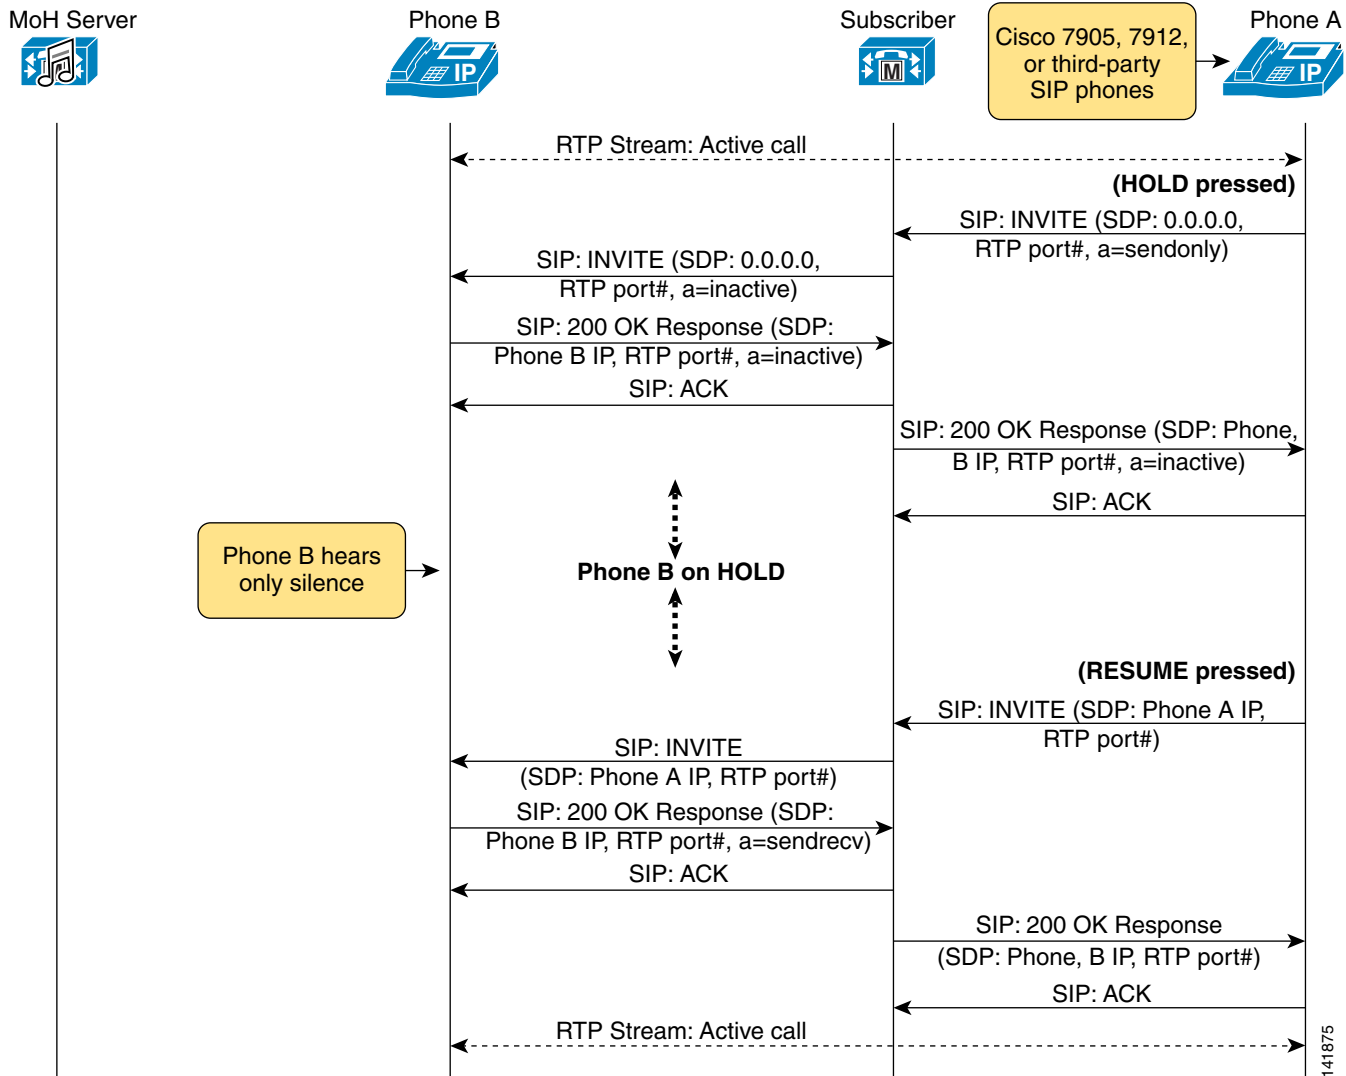 MoH Server
Phone B
Subscriber
Phone A
Cisco 7905, 7912,
or third-party
SIP phones
IP
M
IP
RTP Stream: Active call
(HOLD pressed)
SIP: INVITE (SDP: 0.0.0.0,
RTP port#, a=sendonly)
SIP: INVITE (SDP: 0.0.0.0,
RTP port#, a=inactive)
SIP: 200 OK Response (SDP:
Phone B IP, RTP port#, a=inactive)
SIP: ACK
SIP: 200 OK Response (SDP: Phone,
B IP, RTP port#, a=inactive)
SIP: ACK
Phone B hears
only silence
Phone B on HOLD
(RESUME pressed)
SIP: INVITE (SDP: Phone A IP,
RTP port#)
SIP: INVITE
(SDP: Phone A IP, RTP port#)
SIP: 200 OK Response (SDP:
Phone B IP, RTP port#, a=sendrecv)
SIP: ACK
SIP: 200 OK Response
(SDP: Phone, B IP, RTP port#)
SIP: ACK
RTP Stream: Active call
141875